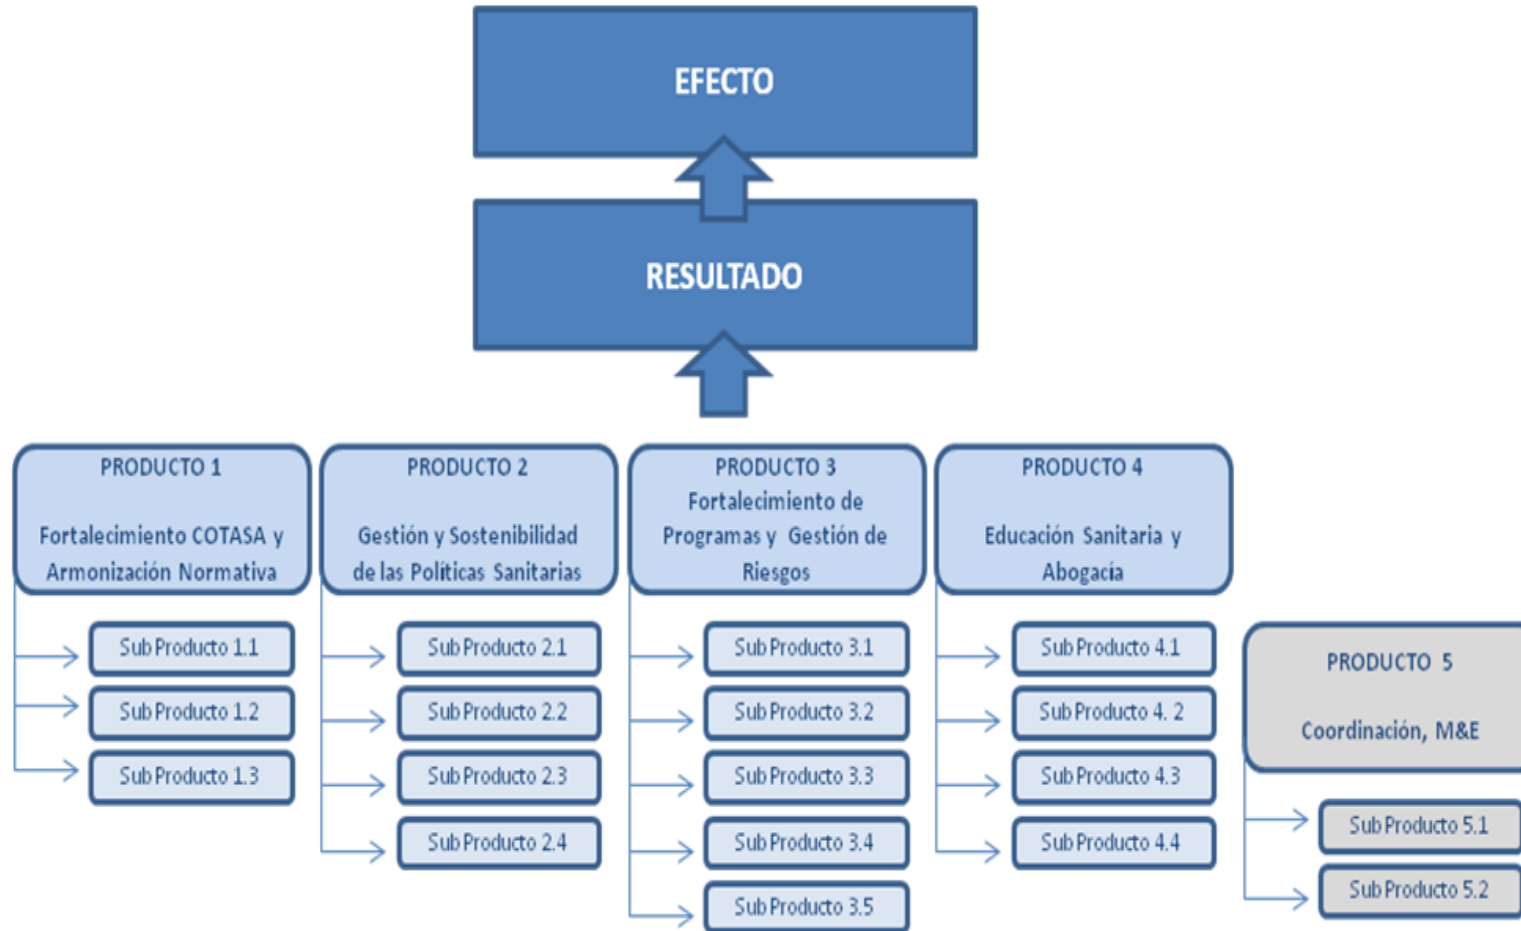 EFECTO
RESULTADO
PRODUCTO 1
Fortalecimiento COTASA y
Armonización Normativa
Sub Producto 1.1
Sub Producto 1.2
Sub Producto 1.3
PRODUCTO 2
Gestión y Sostenibilidad
de las Políticas Sanitarias
Sub Producto 2.1
Sub Producto 2.2
Sub Producto 2.3
Sub Producto 2.4
PRODUCTO 3
Fortalecimiento de
Programas y Gestión de
Riesgos
Sub Producto 3.1
Sub Producto 3.2
Sub Producto 3.3
Sub Producto 3.4
Sub Producto 3.5
PRODUCTO 4
Educación Sanitaria y
Abogacía
Sub Producto 4.1
Sub Producto 4. 2
Sub Producto 4.3
Sub Producto 4.4
PRODUCTO 5
Coordinación, M&E
Sub Producto 5.1
Sub Producto 5.2